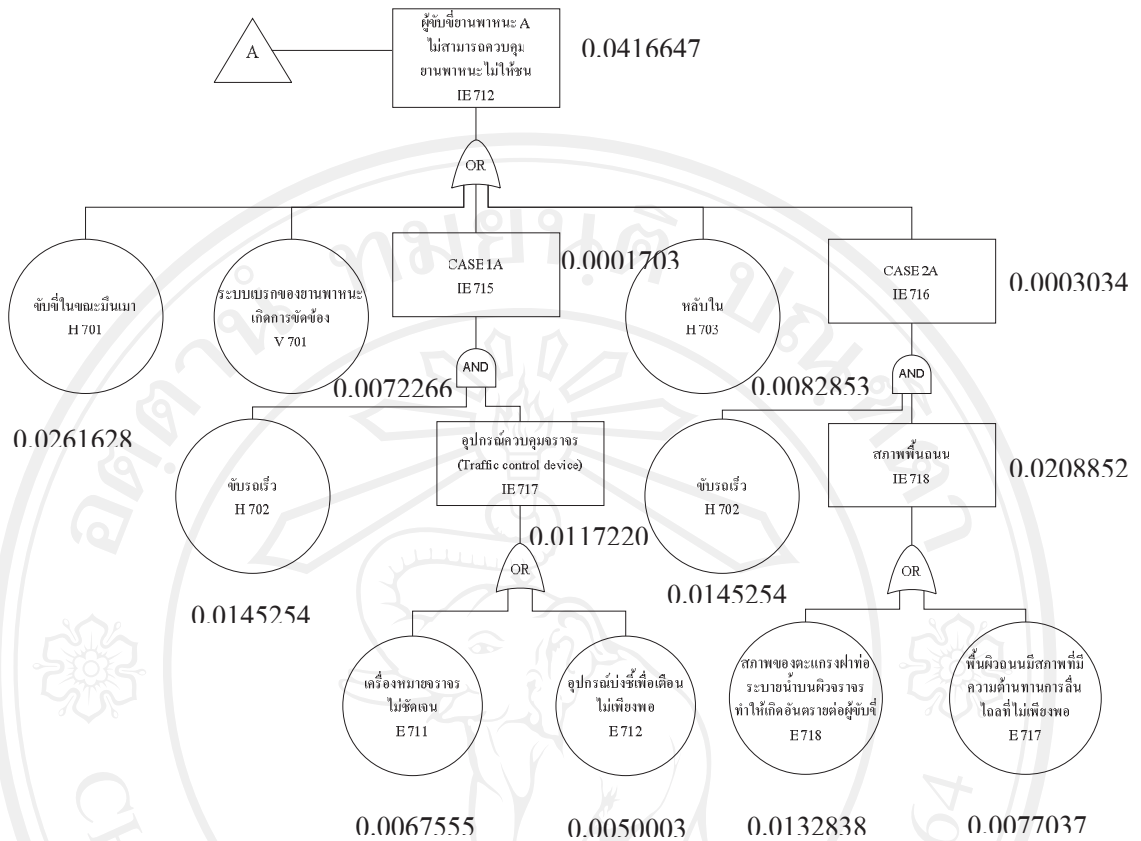 A
ผู้ขับขี่ยานพาหนะ A
ไม่สามารถควบคุม
ยานพาหนะไม่ให้ชน
IE 712
0.0416647
OR
ขับขี่ในขณะมึนเมา
H 701
0.0261628
ระบบเบรกของยานพาหนะ
เกิดการขัดข้อง
V 701
0.0072266
CASE 1A
IE 715
0.0001703
หลับใน
H 703
0.0082853
CASE 2A
IE 716
0.0003034
AND
AND
ขับรถเร็ว
H 702
0.0145254
อุปกรณ์ควบคุมจราจร
(Traffic control device)
IE 717
0.0117220
ขับรถเร็ว
H 702
0.0145254
สภาพพื้นถนน
IE 718
0.0208852
OR
OR
เครื่องหมายจราจร
ไม่ชัดเจน
E 711
0.0067555
อุปกรณ์บ่งชี้เพื่อเตือน
ไม่เพียงพอ
E 712
0.0050003
สภาพของตะแกรงฝาท่อ
ระบายน้ำบนผิวจราจร
ทำให้เกิดอันตรายต่อผู้ขับขี่
E718
0.0132838
พื้นผิวถนนมีสภาพที่มี
ความต้านทานการลื่น
ไถลที่ไม่เพียงพอ
E 717
0.0077037